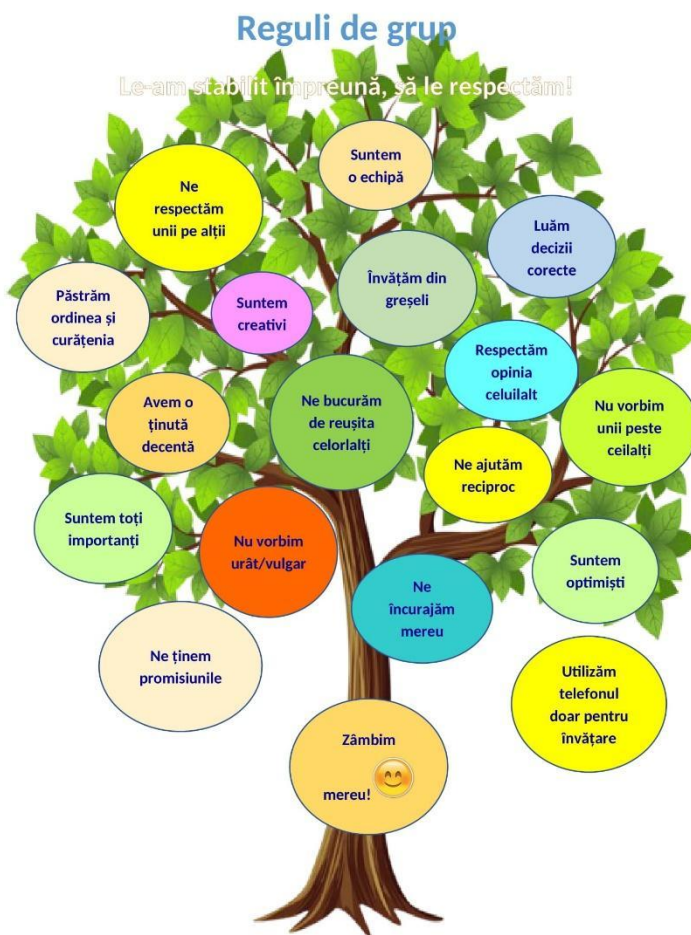 Reguli de grup
Le-am stabilit împreună, să le respectăm!
Suntem
o echipă
Ne
respectăm
unii pe alții
Luăm
decizii
corecte
Învățăm din
greșeli
Păstrăm
ordinea și
curățenia
Suntem
creativi
Respectăm
opinia
celuilalt
Avem o
ținută
decentă
Ne bucurăm
de reușita
celorlalți
Nu vorbim
unii peste
ceilalți
Ne ajutăm
reciproc
Suntem toți
importanți
Nu vorbim
urât/vulgar
Suntem
optimiști
Ne
încurajăm
mereu
Ne ținem
promisiunile
Utilizăm
telefonul
doar pentru
învățare
Zâmbim
mereu!